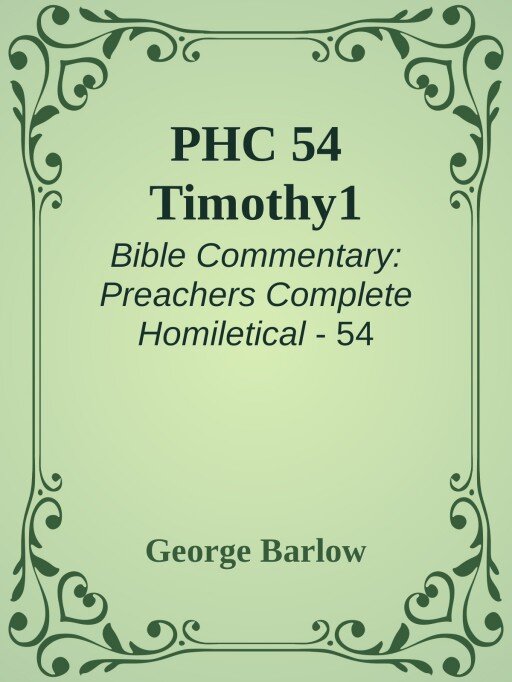 PHC 54
Timothy1
Bible Commentary:
Preachers Complete
Homiletical - 54
George Barlow